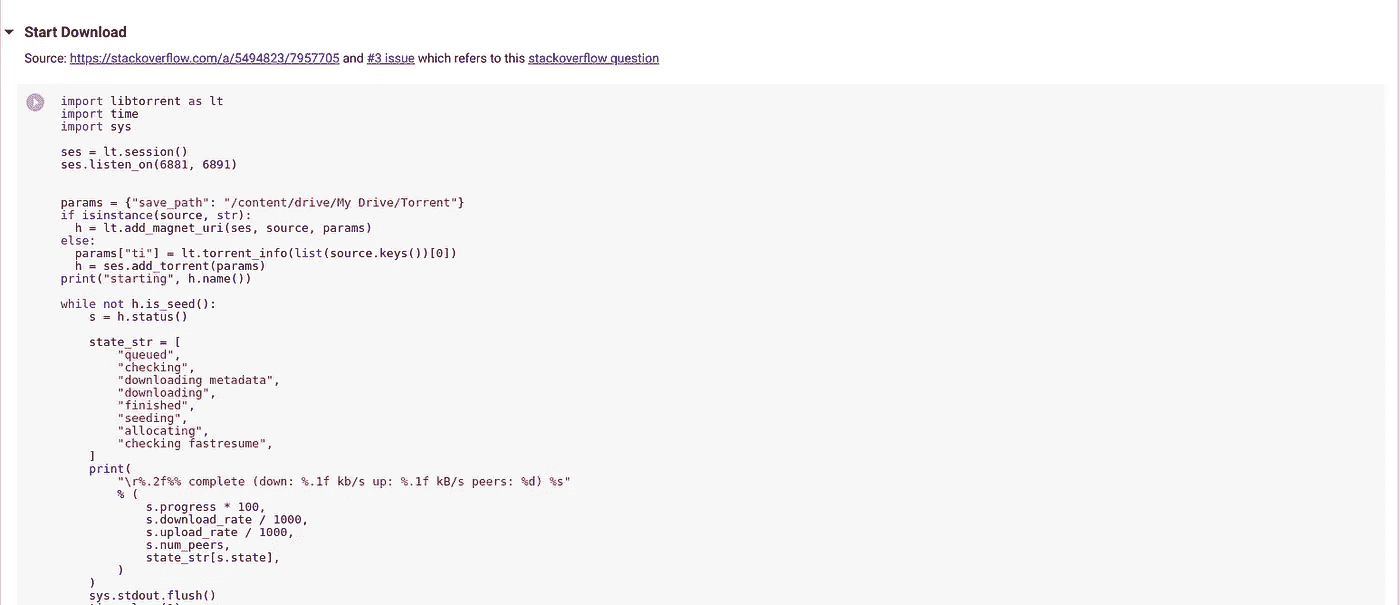 Start Download
Source: https://stackoverflow.com/a/5494823/7957705 and #3 issue which refers to this stackoverflow question
import libtorrent as lt
import time
import sys
ses = lt.session()
ses.listen_on(6881, 6891)
params = {"save_path": "/content/drive/My Drive/Torrent"}
if isinstance(source, str):
  h = lt.add_magnet_uri(ses, source, params)
else:
  params["ti"] = lt.torrent_info(list(source.keys())[0])
  h = ses.add_torrent(params)
print("starting", h.name())
while not h.is_seed():
    s = h.status()
    state_str = [
        "queued",
        "checking",
        "downloading metadata",
        "downloading",
        "finished",
        "seeding",
        "allocating",
        "checking fastresume",
    ]
    print(
        "\r%.2f%% complete (down: %.1f kb/s up: %.1f kB/s peers: %d) %s"
        % (
            s.progress * 100,
            s.download_rate / 1000,
            s.upload_rate / 1000,
            s.num_peers,
            state_str[s.state],
        )
    )
    sys.stdout.flush()